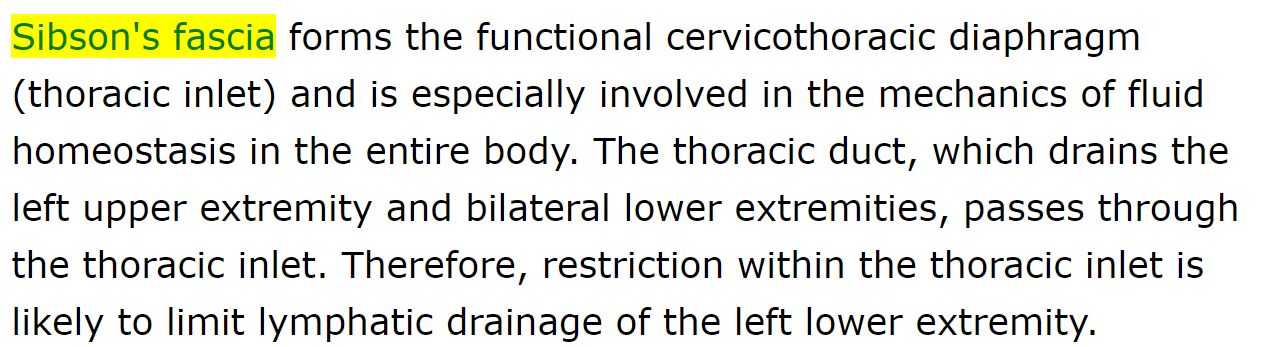 Sibson's fascia forms the functional cervicothoracic diaphragm
(thoracic inlet) and is especially involved in the mechanics of fluid
homeostasis in the entire body. The thoracic duct, which drains the
left upper extremity and bilateral lower extremities, passes through
the thoracic inlet. Therefore, restriction within the thoracic inlet is
likely to limit lymphatic drainage of the left lower extremity.